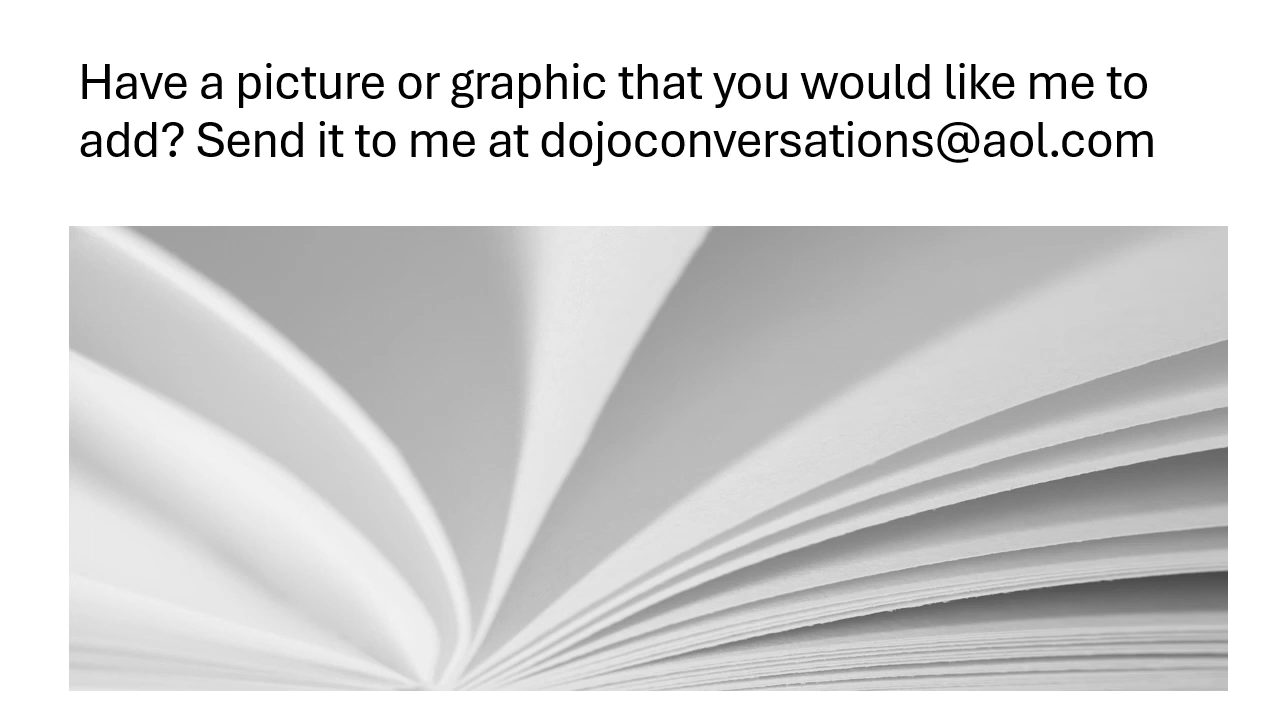 Have a picture or graphic that you would like me to
add? Send it to me at dojoconversations@aol.com